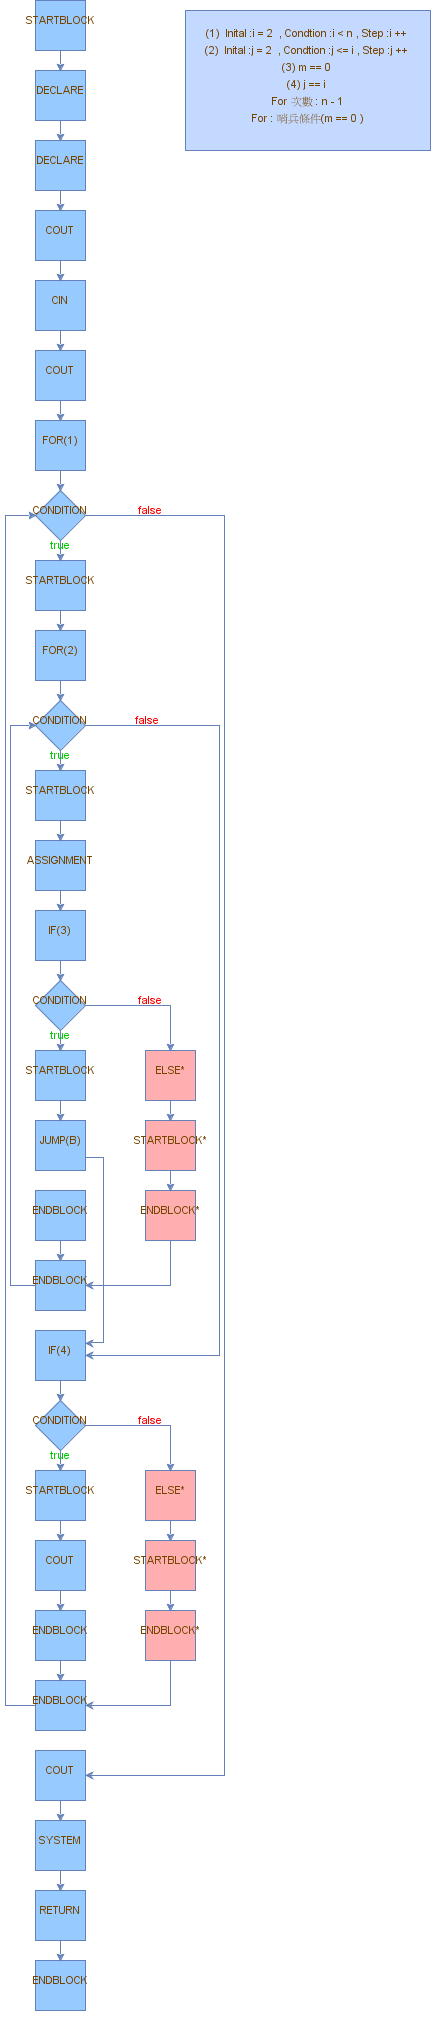 STARTBLOCK
(1) Inital :i = 2 , Condtion :i < n , Step :i ++
(2) Inital :j = 2 , Condtion :j <= i , Step :j ++
(3) m == 0
(4) j == i
For 次數 : n - 1
For : 哨兵條件(m == 0 )
DECLARE
DECLARE
COUT
CIN
COUT
FOR(1)
CONDITION
false
true
STARTBLOCK
FOR(2)
CONDITION
false
true
STARTBLOCK
ASSIGNMENT
IF(3)
CONDITION
false
true
STARTBLOCK
ELSE*
JUMP(B)
STARTBLOCK*
ENDBLOCK
ENDBLOCK*
ENDBLOCK
IF(4)
CONDITION
false
true
STARTBLOCK
ELSE*
COUT
STARTBLOCK*
ENDBLOCK
ENDBLOCK*
ENDBLOCK
COUT
SYSTEM
RETURN
ENDBLOCK